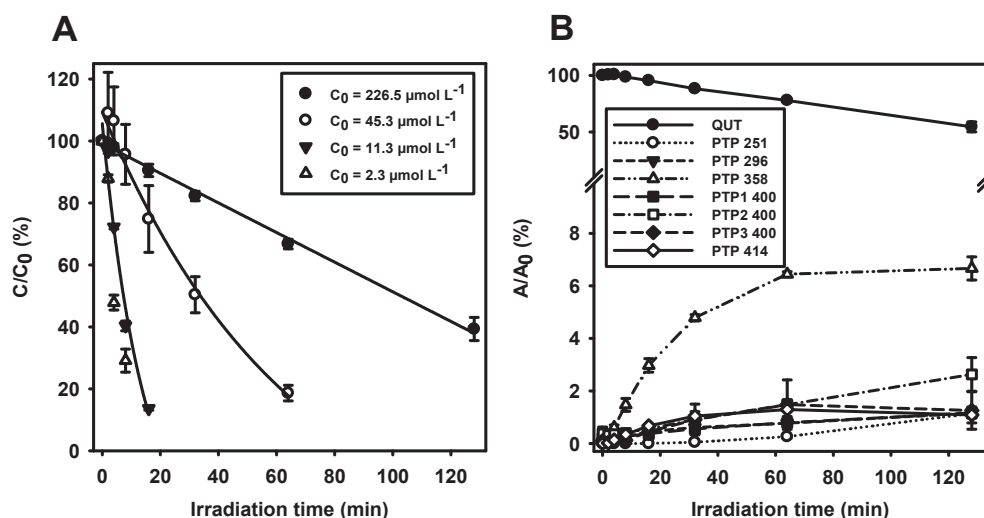 A
C/C0 (%)
120
100
80
60
40
20
0
C0 = 226.5 µmol L-1
C0 = 45.3 µmol L-1
C0 = 11.3 µmol L-1
C0 = 2.3 µmol L-1
0 20 40 60 80 100 120
Irradiation time (min)
B
A/A0 (%)
100
50
8
6
4
2
0
QUT
PTP 251
PTP 296
PTP 358
PTP1 400
PTP2 400
PTP3 400
PTP 414
0 20 40 60 80 100 120
Irradiation time (min)